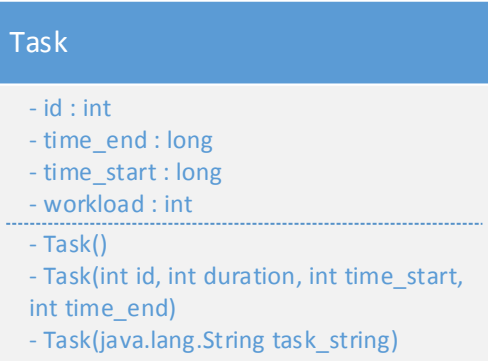 Task
- id : int
- time_end : long
- time_start : long
- workload : int
- Task()
- Task(int id, int duration, int time_start,
int time_end)
- Task(java.lang.String task_string)